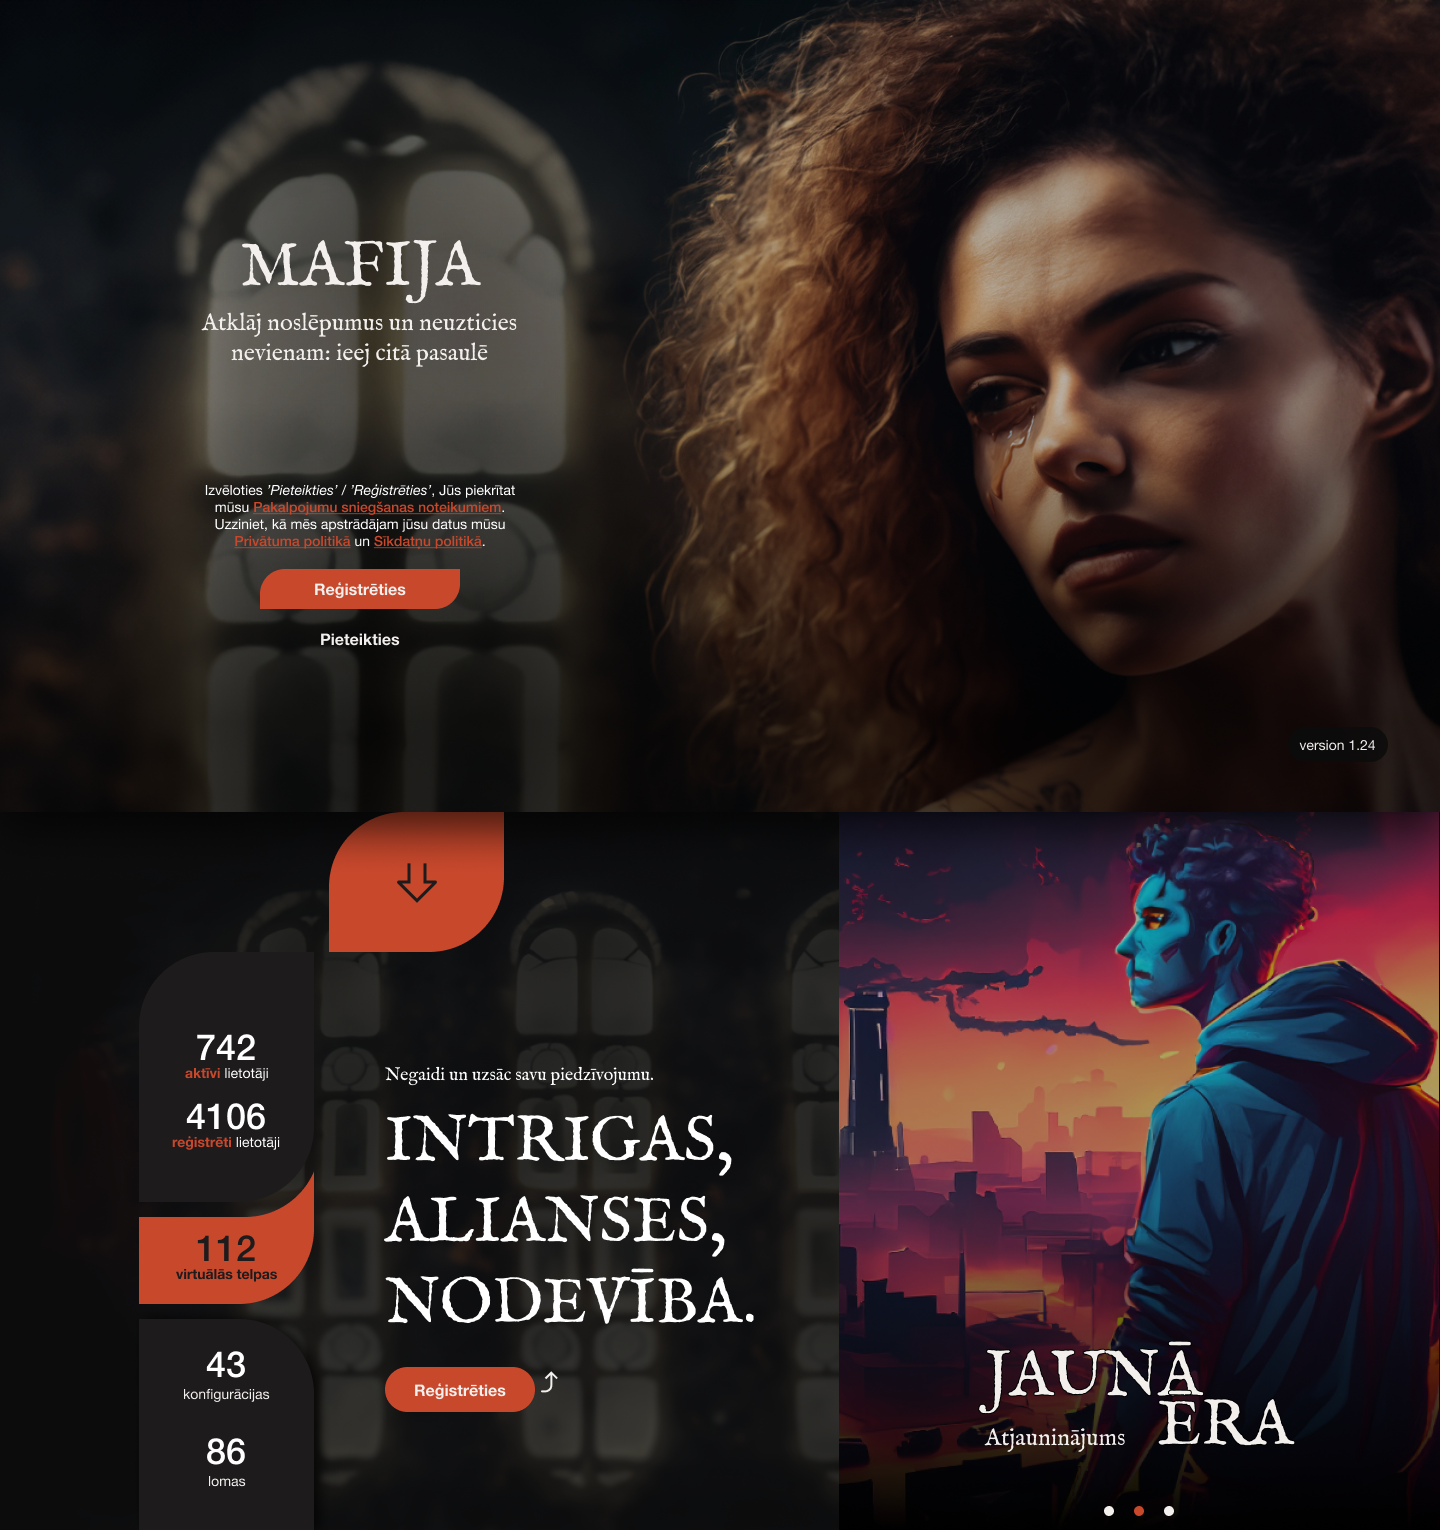 MAFIJA
Atklāj noslēpumus un neuzticies
nevienam: ieej citā pasaulē
Izvēloties 'Pieteikties' / 'Reģistrēties', Jūs piekrītat
mūsu Pakalpojumu sniegšanas noteikumiem.
Uzziniet, kā mēs apstrādājam jūsu datus mūsu
Privātuma politikā un Sīkdatņu politikā.
Reģistrēties
Pieteikties
version 1.24
742
aktīvi lietotāji
4106
reģistrēti lietotāji
112
virtuālās telpas
43
konfigurācijas
86
lomas
Negaidi un uzsāc savu piedzīvojumu.
INTRIGAS,
ALIANSES,
NODEVĪBA.
Reģistrēties
JAUNĀ
ĒRA
Atjauninājums